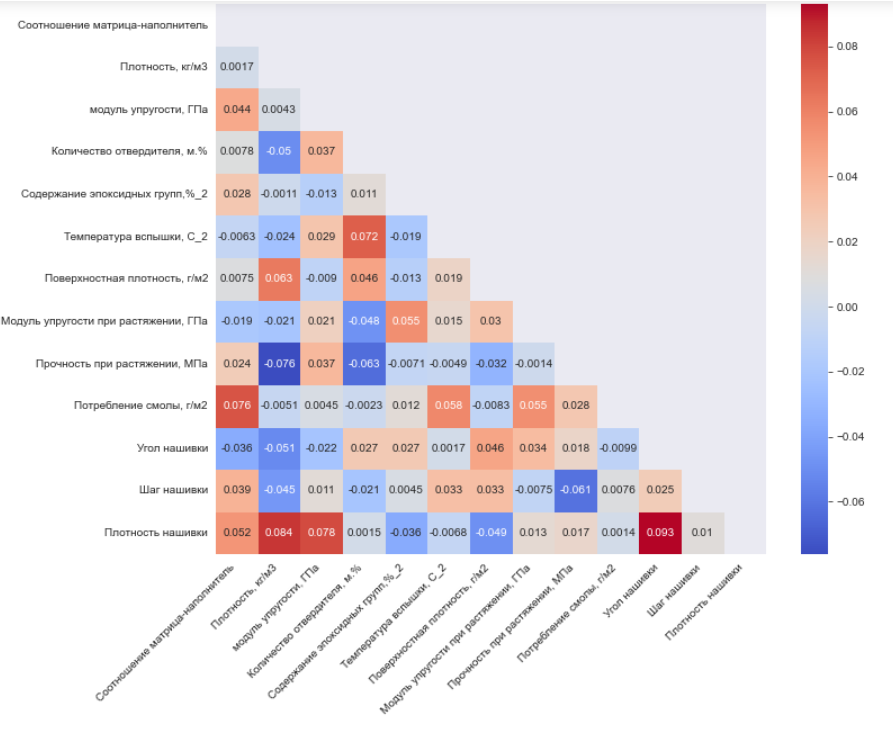 Соотношение матрица-наполнитель
Плотность, кг/м3 0.0017
модуль упругости, ГПа 0.044 0.0043
Количество отвердителя, м.% 0.0078 -0.05 0.037
Содержание эпоксидных групп,%_2 0.028 -0.0011 -0.013 0.011
Температура вспышки, С_2 -0.0063 -0.024 0.029 0.072 -0.019
Поверхностная плотность, г/м2 0.0075 0.063 -0.009 0.046 -0.013 0.019
Модуль упругости при растяжении, ГПа -0.019 -0.021 0.021 -0.048 0.055 0.015 0.03
Прочность при растяжении, МПа 0.024 -0.076 0.037 -0.063 -0.0071 -0.0049 -0.032 -0.0014
Потребление смолы, г/м2 0.076 -0.0051 0.0045 -0.0023 0.012 0.058 -0.0083 0.055 0.028
Угол нашивки -0.036 -0.051 -0.022 0.027 0.027 0.0017 0.046 0.034 0.018 -0.0099
Шаг нашивки 0.039 -0.045 0.011 -0.021 0.0045 0.033 0.033 -0.0075 -0.061 0.0076 0.025
Плотность нашивки 0.052 0.084 0.078 0.0015 -0.036 -0.0068 -0.049 0.013 0.017 0.0014 0.093 0.01
Соотношение матрица-наполнитель
Плотность, кг/м3
модуль упругости, ГПа
Количество отвердителя, м.%
Содержание эпоксидных групп,%_2
Температура вспышки, С_2
Поверхностная плотность, г/м2
Модуль упругости при растяжении, ГПа
Прочность при растяжении, МПа
Потребление смолы, г/м2
Угол нашивки
Шаг нашивки
Плотность нашивки
0.08
0.06
0.04
0.02
0.00
−0.02
−0.04
−0.06